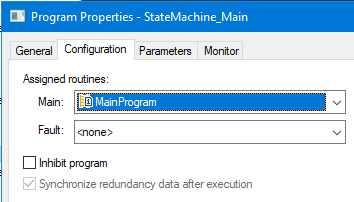 Program Properties - StateMachine_Main
General Configuration Parameters Monitor
Assigned routines:
Main: MainProgram
Fault: <none>
Inhibit program
Synchronize redundancy data after execution